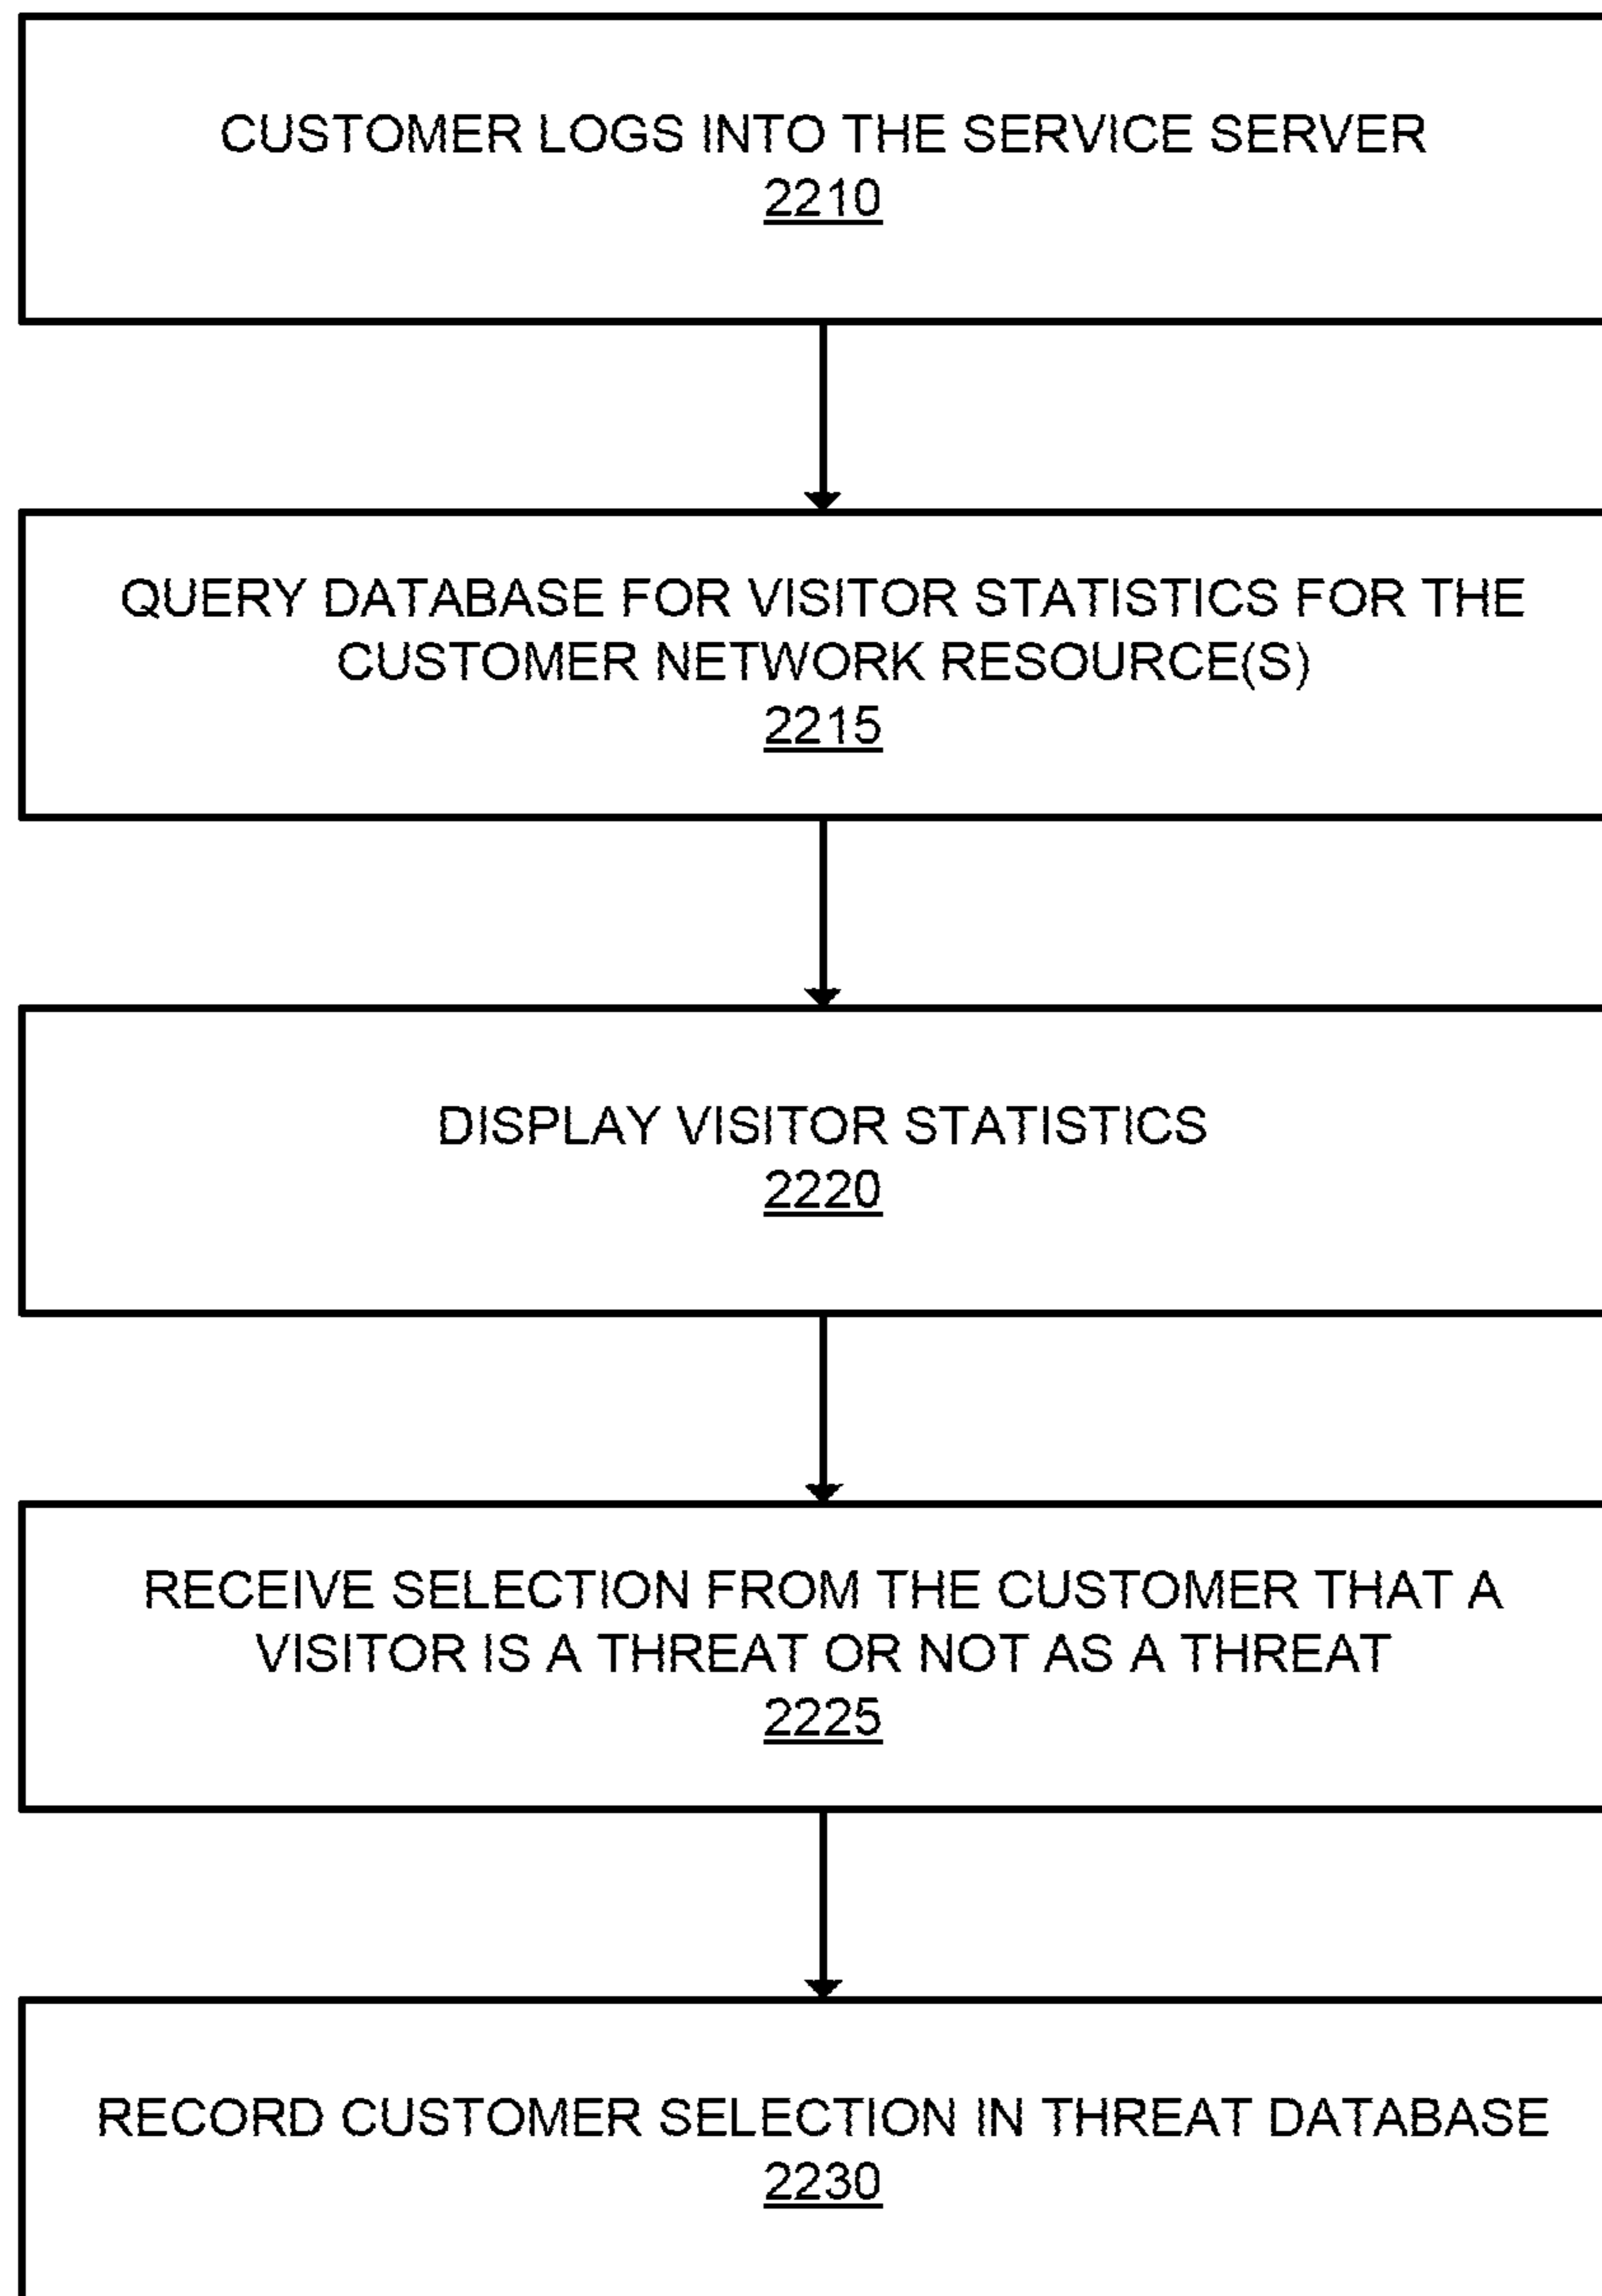 CUSTOMER LOGS INTO THE SERVICE SERVER
2210
QUERY DATABASE FOR VISITOR STATISTICS FOR THE
CUSTOMER NETWORK RESOURCE(S)
2215
DISPLAY VISITOR STATISTICS
2220
RECEIVE SELECTION FROM THE CUSTOMER THAT A
VISITOR IS A THREAT OR NOT AS A THREAT
2225
RECORD CUSTOMER SELECTION IN THREAT DATABASE
2230